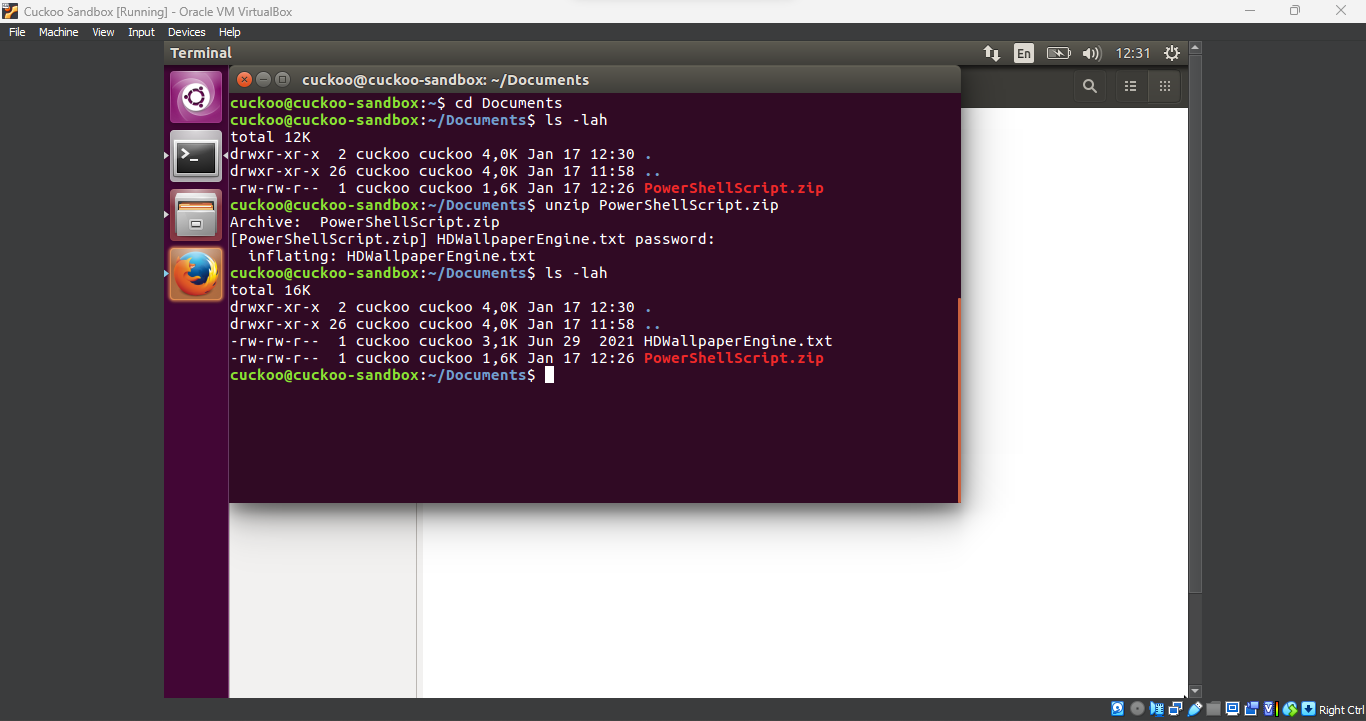 Cuckoo Sandbox [Running] - Oracle VM VirtualBox
File Machine View Input Devices Help
Terminal En 12:31
cuckoo@cuckoo-sandbox: ~/Documents
cuckoo@cuckoo-sandbox:~$ cd Documents
cuckoo@cuckoo-sandbox:~/Documents$ ls -lah
total 12K
drwxr-xr-x  2 cuckoo cuckoo 4,0K Jan 17 12:30 .
drwxr-xr-x 26 cuckoo cuckoo 4,0K Jan 17 11:58 ..
-rw-rw-r--  1 cuckoo cuckoo 1,6K Jan 17 12:26 PowerShellScript.zip
cuckoo@cuckoo-sandbox:~/Documents$ unzip PowerShellScript.zip
Archive:  PowerShellScript.zip
[PowerShellScript.zip] HDWallpaperEngine.txt password:
  inflating: HDWallpaperEngine.txt
cuckoo@cuckoo-sandbox:~/Documents$ ls -lah
total 16K
drwxr-xr-x  2 cuckoo cuckoo 4,0K Jan 17 12:30 .
drwxr-xr-x 26 cuckoo cuckoo 4,0K Jan 17 11:58 ..
-rw-rw-r--  1 cuckoo cuckoo 3,1K Jun 29  2021 HDWallpaperEngine.txt
-rw-rw-r--  1 cuckoo cuckoo 1,6K Jan 17 12:26 PowerShellScript.zip
cuckoo@cuckoo-sandbox:~/Documents$
Right Ctrl